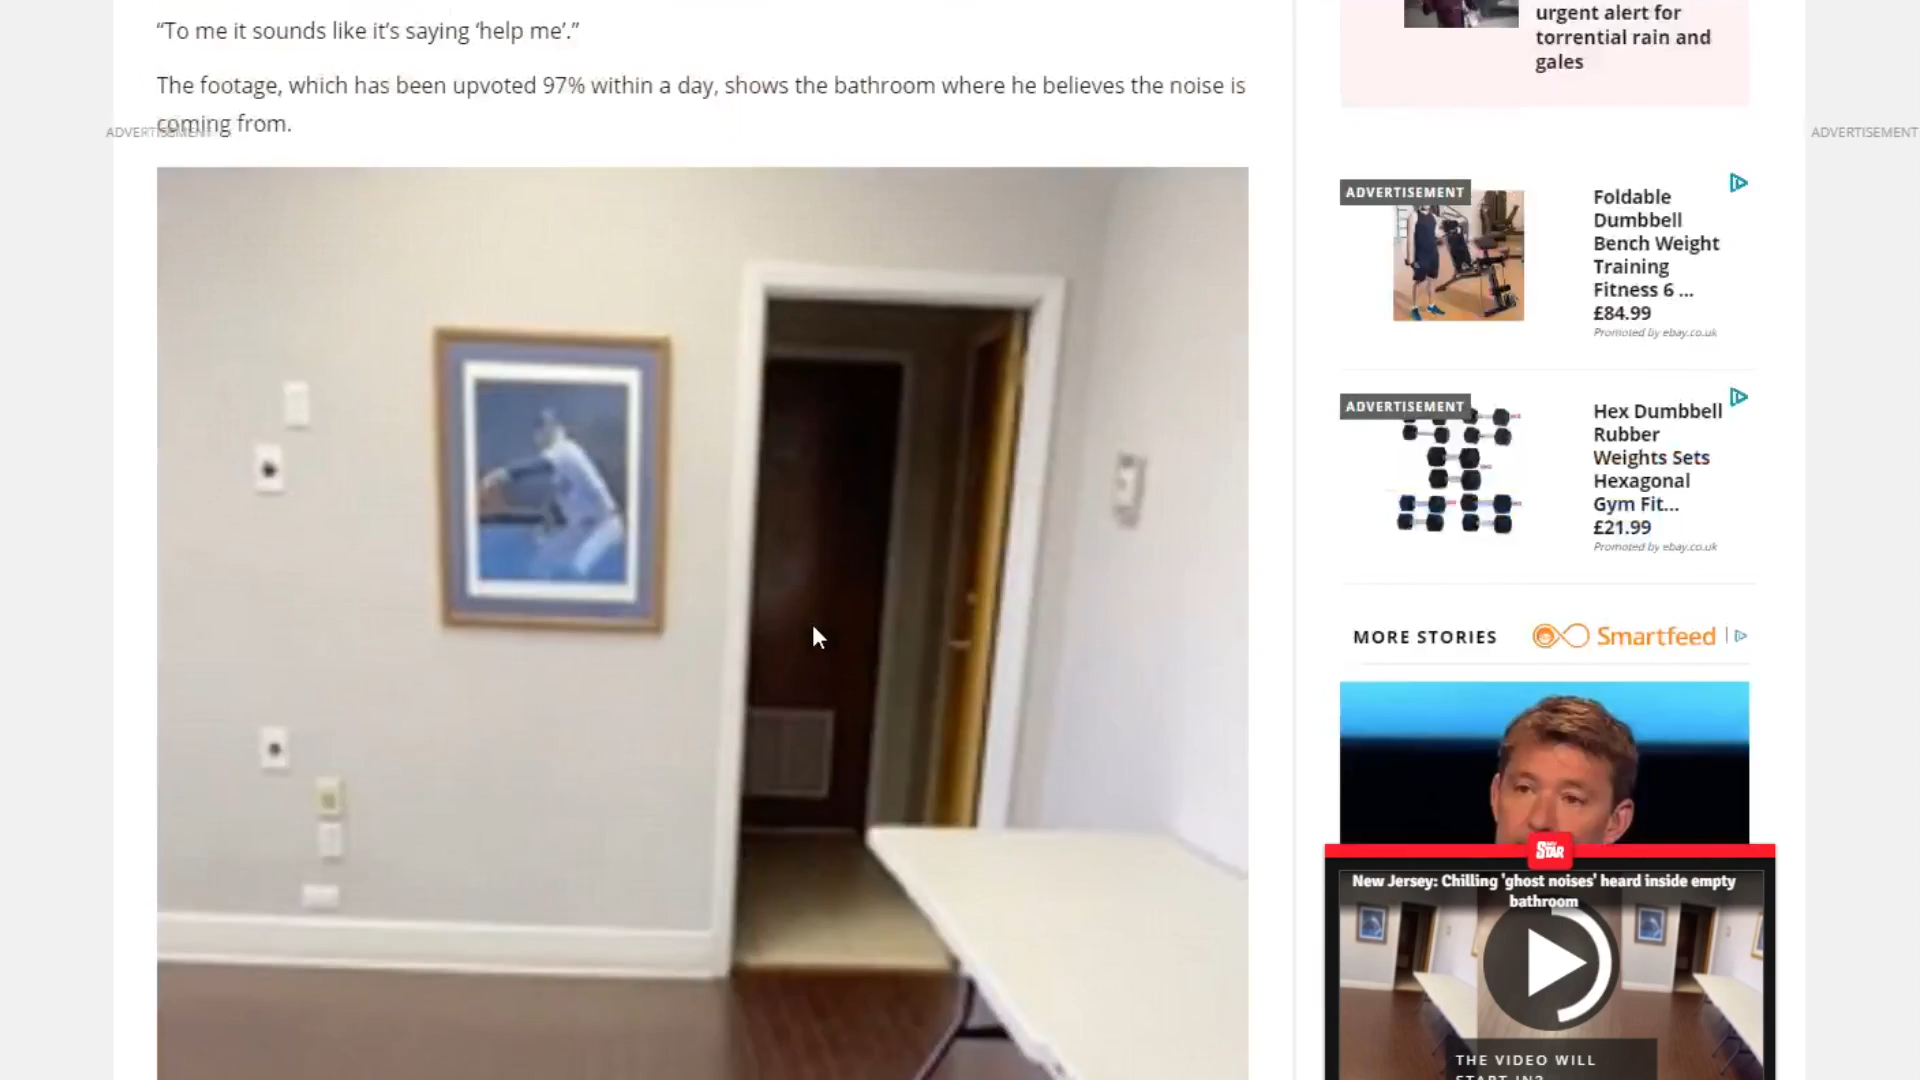 “To me it sounds like it’s saying ‘help me’.”
The footage, which has been upvoted 97% within a day, shows the bathroom where he believes the noise is
coming from.
ADVERTISEMENT
urgent alert for
torrential rain and
gales
ADVERTISEMENT
ADVERTISEMENT
Foldable
Dumbbell
Bench Weight
Training
Fitness 6 ...
£84.99
Promoted by ebay.co.uk
ADVERTISEMENT
Hex Dumbbell
Rubber
Weights Sets
Hexagonal
Gym Fit...
£21.99
Promoted by ebay.co.uk
MORE STORIES
Smartfeed
STAR
New Jersey: Chilling 'ghost noises' heard inside empty
bathroom
THE VIDEO WILL
START IN?